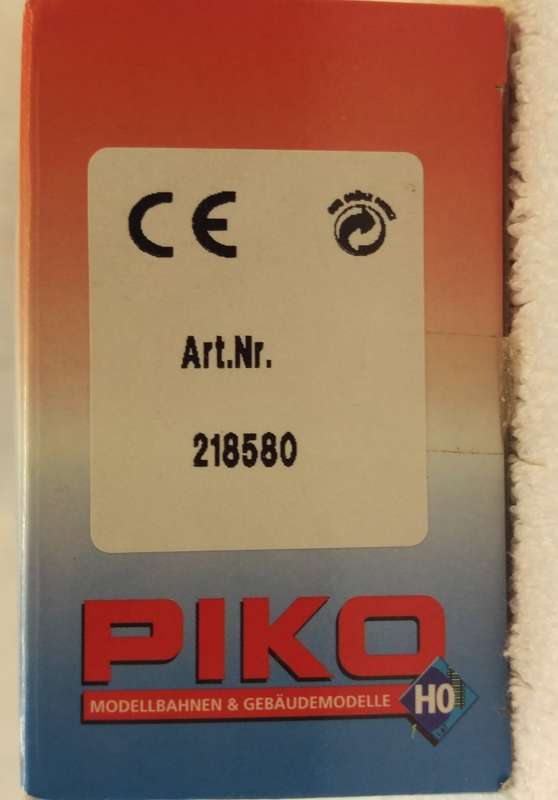 CE
Art.Nr.
218580
PIKO
MODELLBAHNEN & GEBÄUDEMODELLE
H0